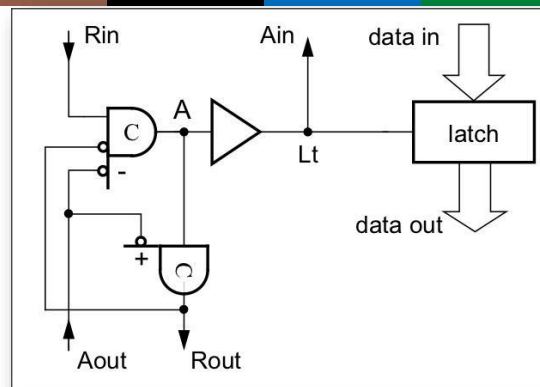 Rin
Ain
data in
A
C
latch
Lt
-
+
C
data out
Aout
Rout